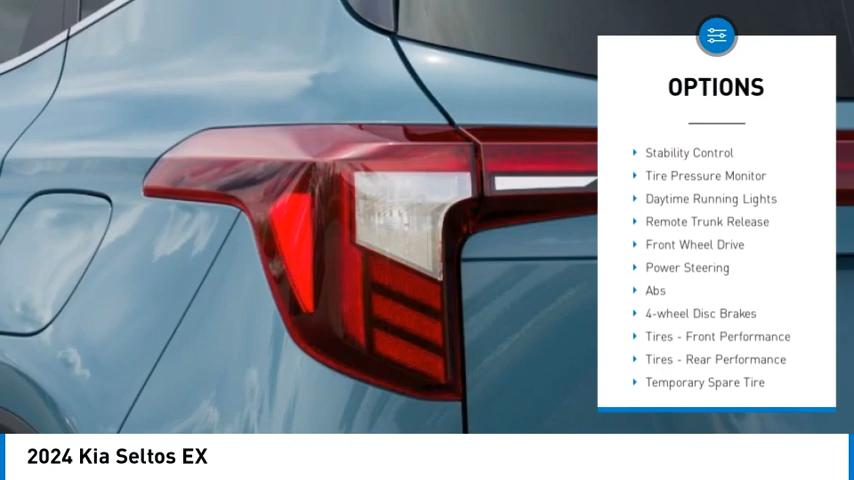 OPTIONS
Stability Control
Tire Pressure Monitor
Daytime Running Lights
Remote Trunk Release
Front Wheel Drive
Power Steering
Abs
4-wheel Disc Brakes
Tires - Front Performance
Tires - Rear Performance
Temporary Spare Tire
2024 Kia Seltos EX